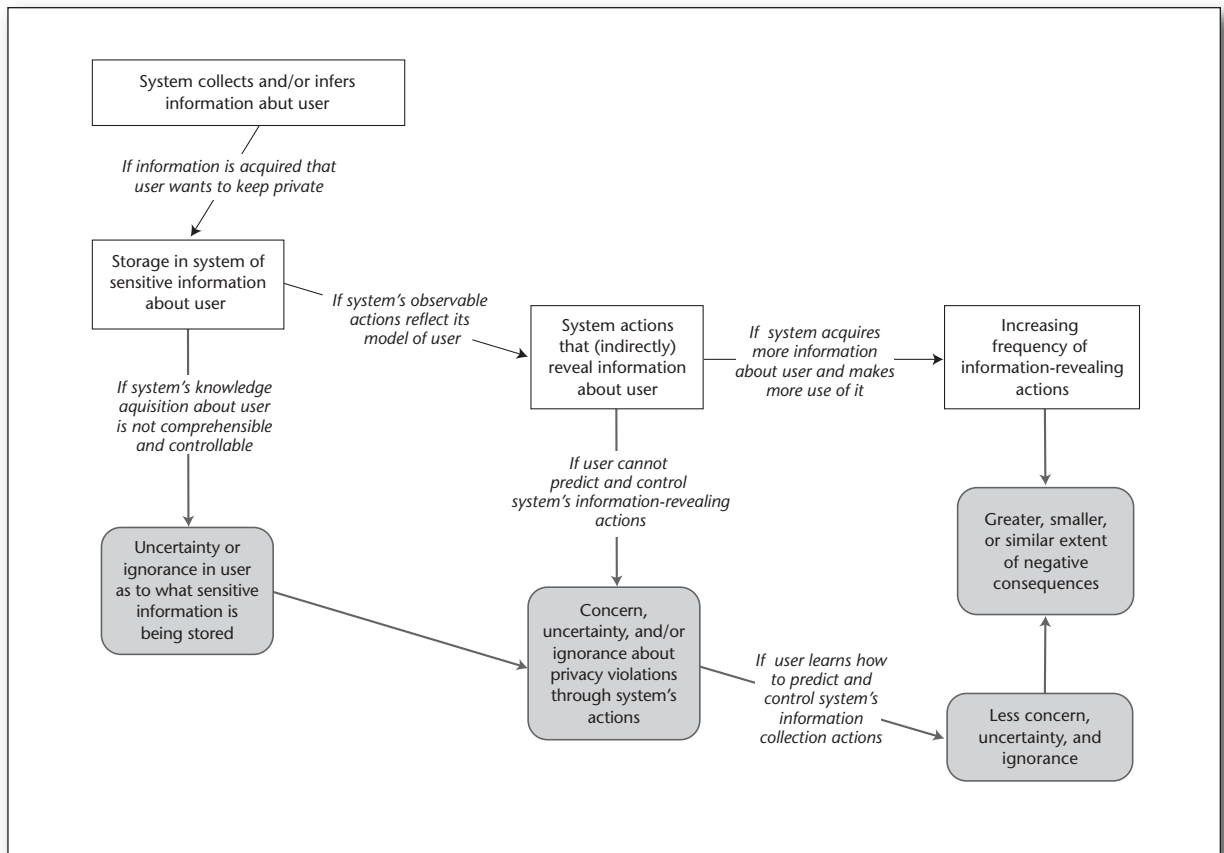 System collects and/or infers
information abut user
If information is acquired that
user wants to keep private
Storage in system of
sensitive information
about user
If system's observable
actions reflect its
model of user
System actions
that (indirectly)
reveal information
about user
If system acquires
more information
about user and makes
more use of it
Increasing
frequency of
information-revealing
actions
If system's knowledge
aquisition about user
is not comprehensible
and controllable
If user cannot
predict and control
system's information-revealing
actions
Greater, smaller,
or similar extent
of negative
consequences
Uncertainty or
ignorance in user
as to what sensitive
information is
being stored
Concern,
uncertainty, and/or
ignorance about
privacy violations
through system's
actions
If user learns how
to predict and
control system's
information
collection actions
Less concern,
uncertainty, and
ignorance